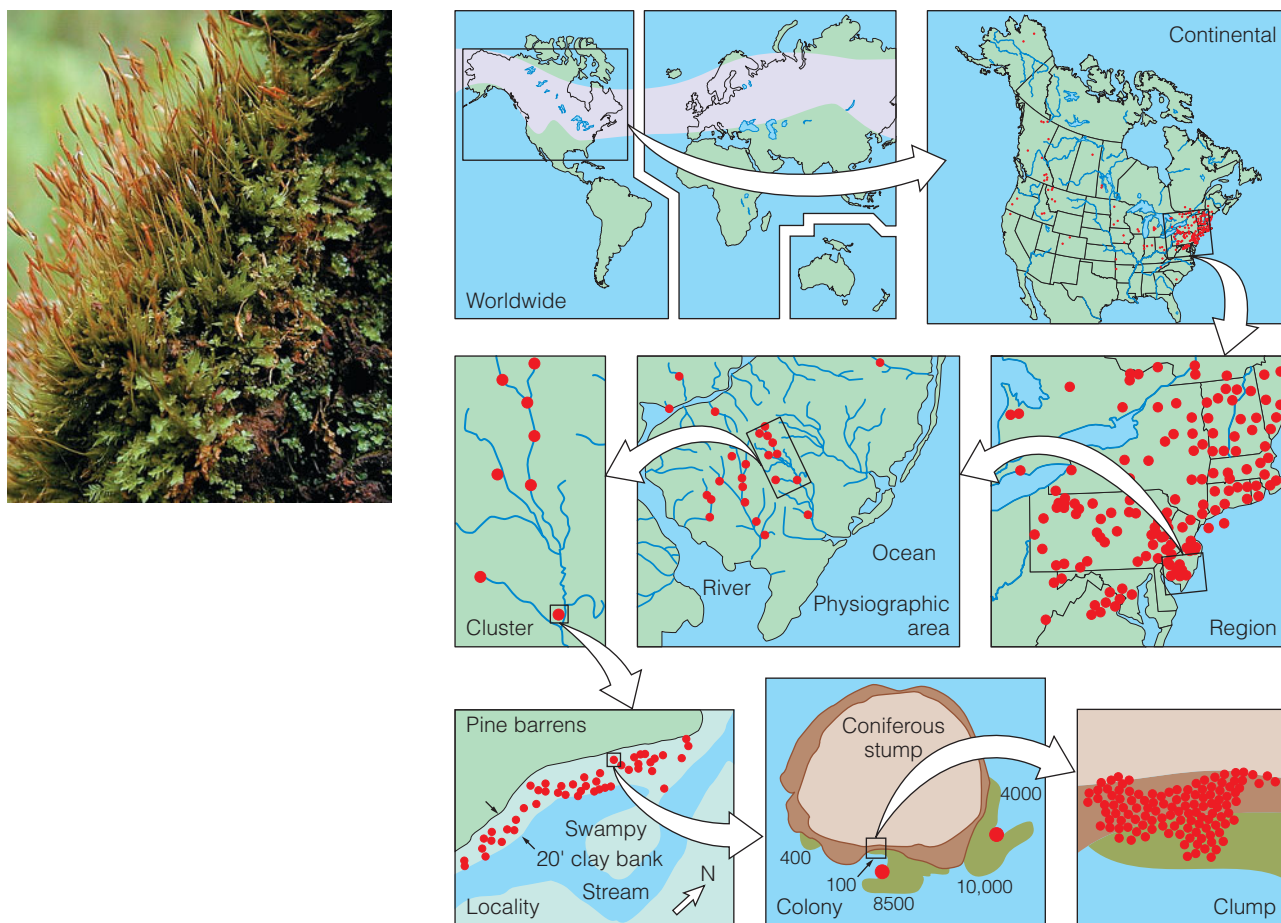 Worldwide
Continental
Cluster
River
Ocean
Physiographic
area
Region
Pine barrens
Swampy
20' clay bank
Stream
N
Locality
Coniferous
stump
4000
400
100
8500
10,000
Colony
Clump